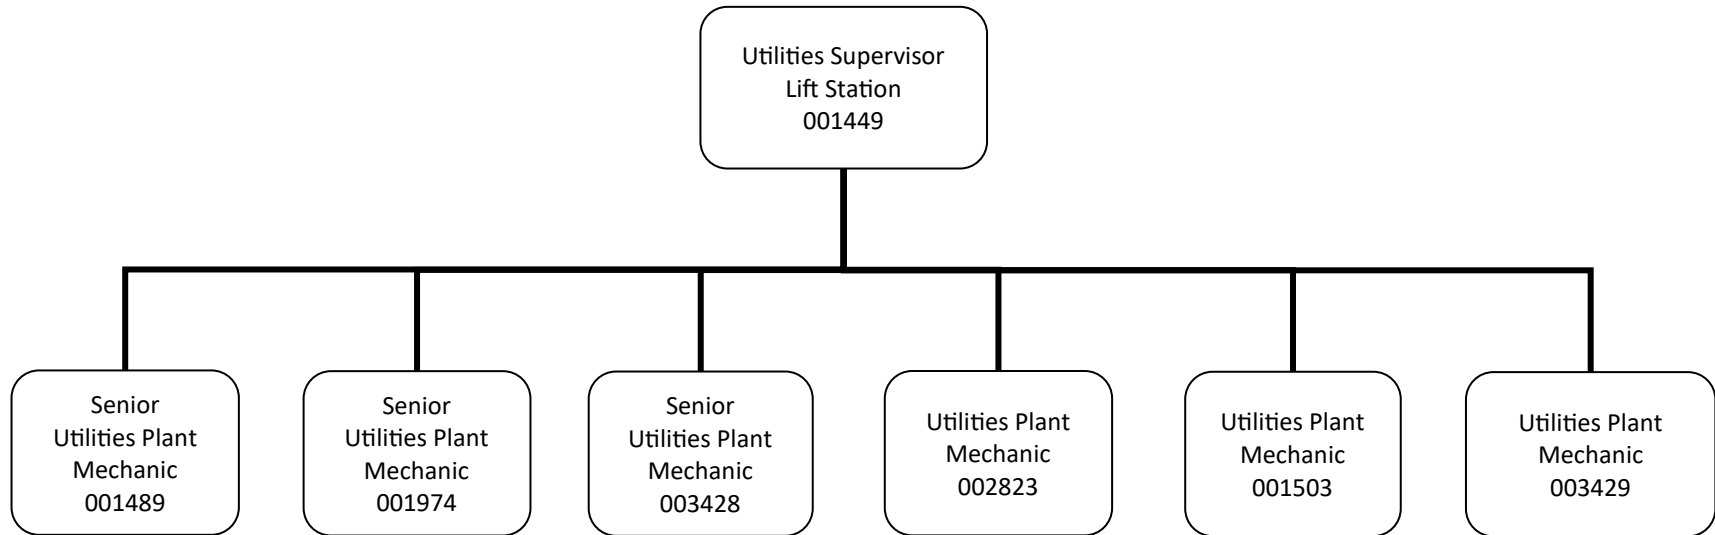 Utilities Supervisor
Lift Station
001449
Senior
Utilities Plant
Mechanic
001489
Senior
Utilities Plant
Mechanic
001974
Senior
Utilities Plant
Mechanic
003428
Utilities Plant
Mechanic
002823
Utilities Plant
Mechanic
001503
Utilities Plant
Mechanic
003429